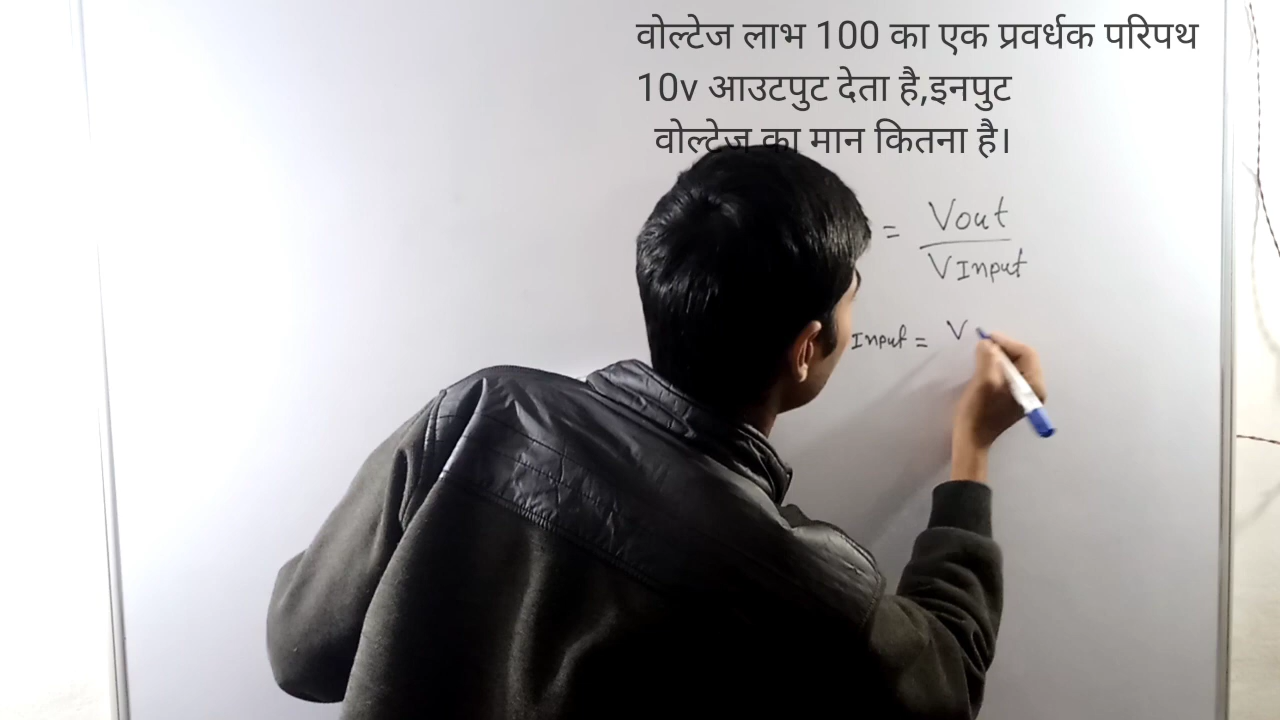 वोल्टेज लाभ 100 का एक प्रवर्धक परिपथ
10v आउटपुट देता है,इनपुट
वोल्टेज का मान कितना है।
= Vout
VInput
Input = V